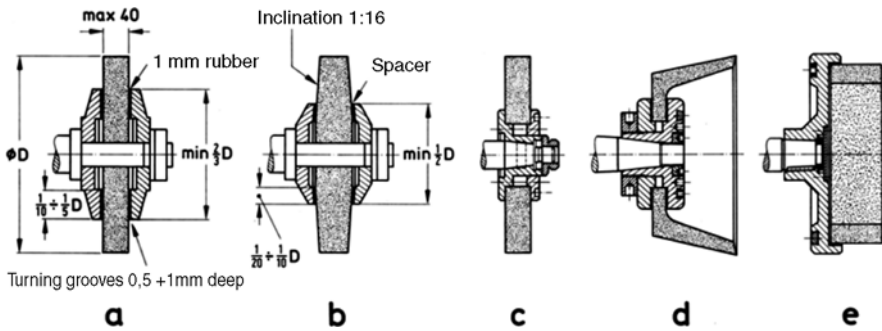 max 40
Inclination 1:16
1 mm rubber
Spacer
ϕD
min 2/3 D
min 1/2 D
1/10 ÷ 1/5 D
1/20 ÷ 1/10 D
Turning grooves 0,5 +1mm deep
a b c d e